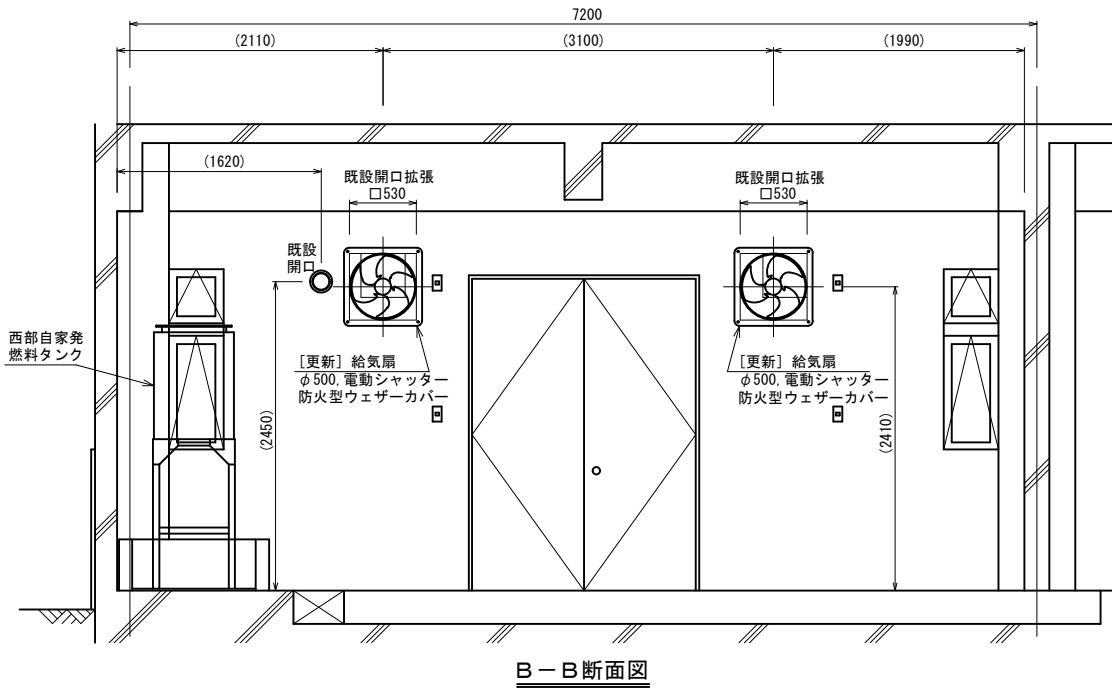 7200
(2110)
(3100)
(1990)
(1620)
既設開口拡張
□530
既設開口拡張
□530
既設
開口
西部自家発
燃料タンク
[更新] 給気扇
φ500, 電動シャッター
防火型ウェザーカバー
[更新] 給気扇
φ500, 電動シャッター
防火型ウェザーカバー
(2450)
(2410)
B-B断面図